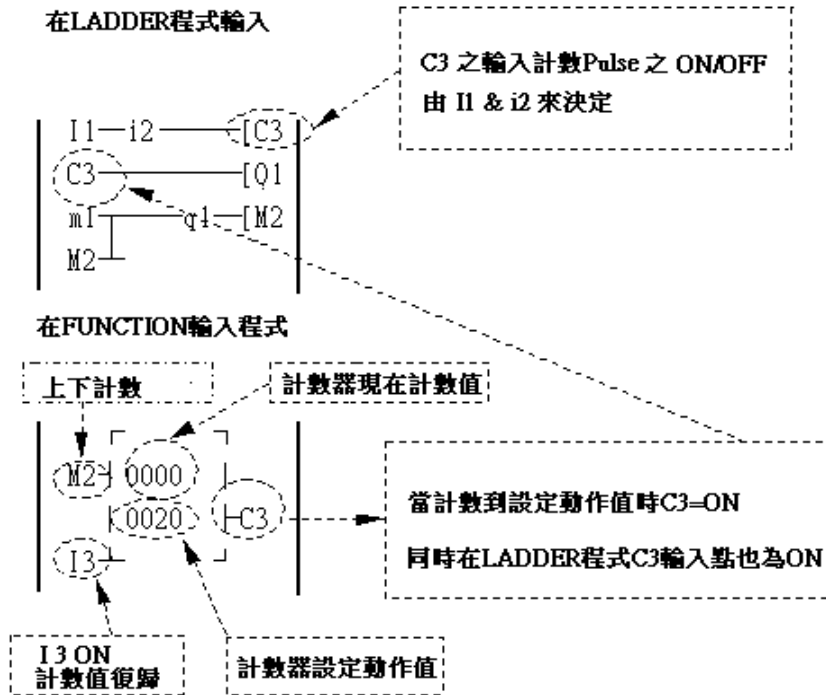 在LADDER程式輸入
C3 之輸入計數Pulse 之 ON/OFF
由 I1 & i2 來決定
I1 i2 [C3
C3 [Q1
m1 q1 [M2
M2
在FUNCTION輸入程式
上下計數
計數器現在計數值
M2 0000
0020 C3
I3
當計數到設定動作值時C3=ON
同時在LADDER程式C3輸入點也為ON
I 3 ON
計數值復歸
計數器設定動作值